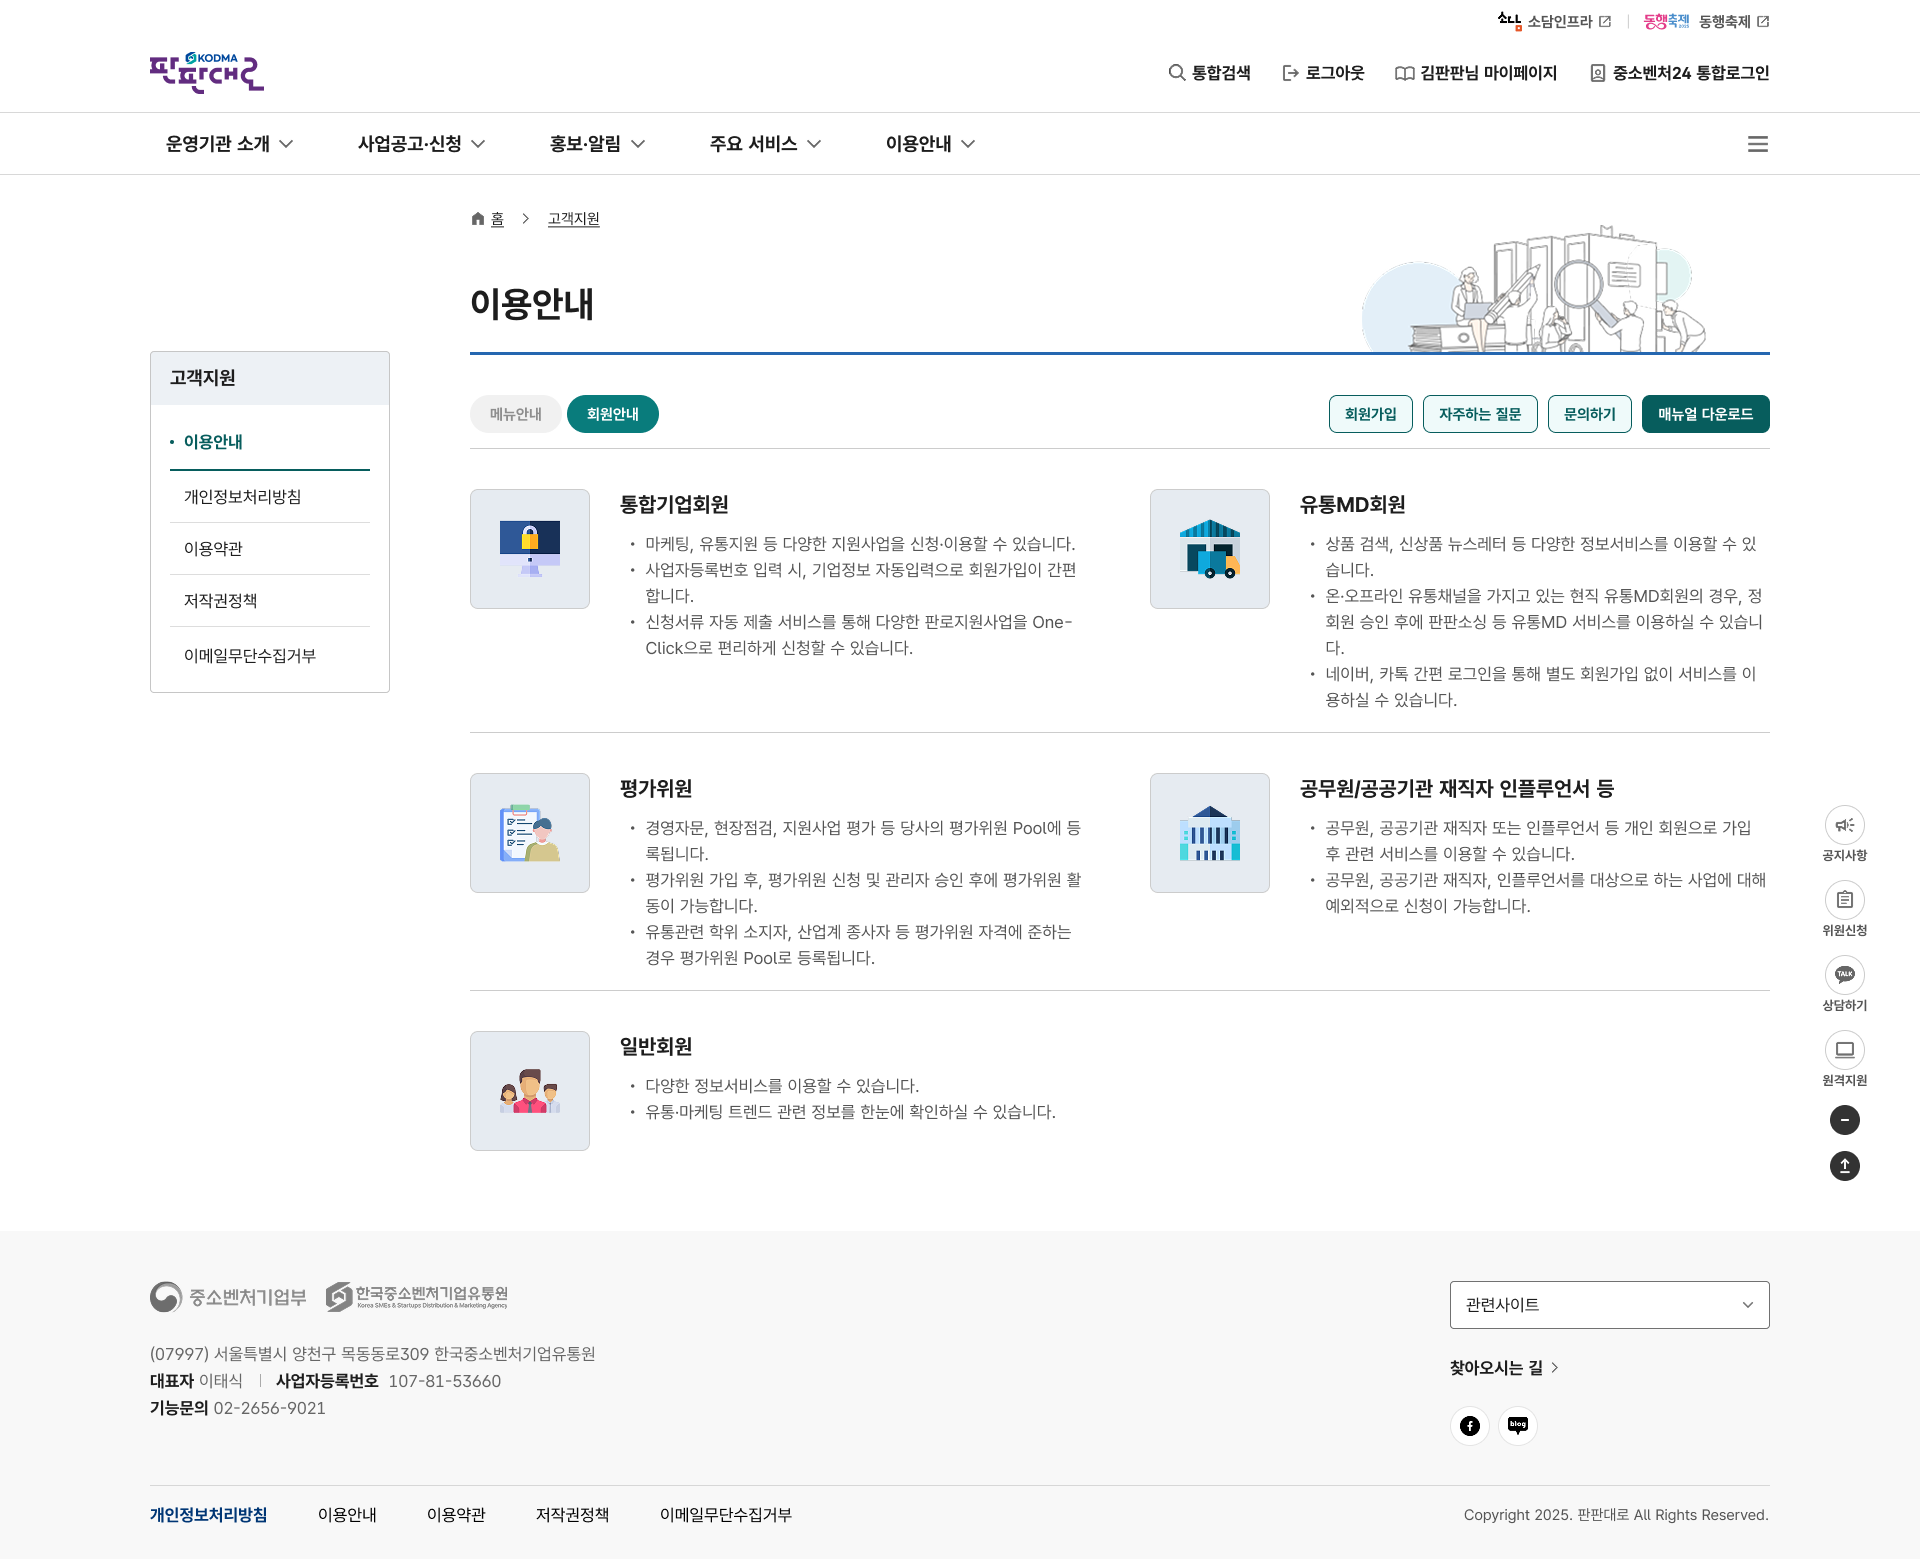 소담 소담인프라
동행축제 2025 동행축제
KODMA
판판대로
통합검색
로그아웃
김판판님 마이페이지
중소벤처24 통합로그인
운영기관 소개
사업공고·신청
홍보·알림
주요 서비스
이용안내
홈
고객지원
이용안내
고객지원
이용안내
개인정보처리방침
이용약관
저작권정책
이메일무단수집거부
메뉴안내
회원안내
회원가입
자주하는 질문
문의하기
매뉴얼 다운로드
통합기업회원
• 마케팅, 유통지원 등 다양한 지원사업을 신청·이용할 수 있습니다.
• 사업자등록번호 입력 시, 기업정보 자동입력으로 회원가입이 간편
합니다.
• 신청서류 자동 제출 서비스를 통해 다양한 판로지원사업을 One-
Click으로 편리하게 신청할 수 있습니다.
유통MD회원
• 상품 검색, 신상품 뉴스레터 등 다양한 정보서비스를 이용할 수 있
습니다.
• 온·오프라인 유통채널을 가지고 있는 현직 유통MD회원의 경우, 정
회원 승인 후에 판판소싱 등 유통MD 서비스를 이용하실 수 있습니
다.
• 네이버, 카톡 간편 로그인을 통해 별도 회원가입 없이 서비스를 이
용하실 수 있습니다.
평가위원
• 경영자문, 현장점검, 지원사업 평가 등 당사의 평가위원 Pool에 등
록됩니다.
• 평가위원 가입 후, 평가위원 신청 및 관리자 승인 후에 평가위원 활
동이 가능합니다.
• 유통관련 학위 소지자, 산업계 종사자 등 평가위원 자격에 준하는
경우 평가위원 Pool로 등록됩니다.
공무원/공공기관 재직자 인플루언서 등
• 공무원, 공공기관 재직자 또는 인플루언서 등 개인 회원으로 가입
후 관련 서비스를 이용할 수 있습니다.
• 공무원, 공공기관 재직자, 인플루언서를 대상으로 하는 사업에 대해
예외적으로 신청이 가능합니다.
일반회원
• 다양한 정보서비스를 이용할 수 있습니다.
• 유통·마케팅 트렌드 관련 정보를 한눈에 확인하실 수 있습니다.
공지사항
위원신청
TALK
상담하기
원격지원
중소벤처기업부
한국중소벤처기업유통원
Korea SMEs & Startups Distribution & Marketing Agency
(07997) 서울특별시 양천구 목동동로309 한국중소벤처기업유통원
대표자 이태식 | 사업자등록번호 107-81-53660
기능문의 02-2656-9021
관련사이트
찾아오시는 길
blog
개인정보처리방침
이용안내
이용약관
저작권정책
이메일무단수집거부
Copyright 2025. 판판대로 All Rights Reserved.